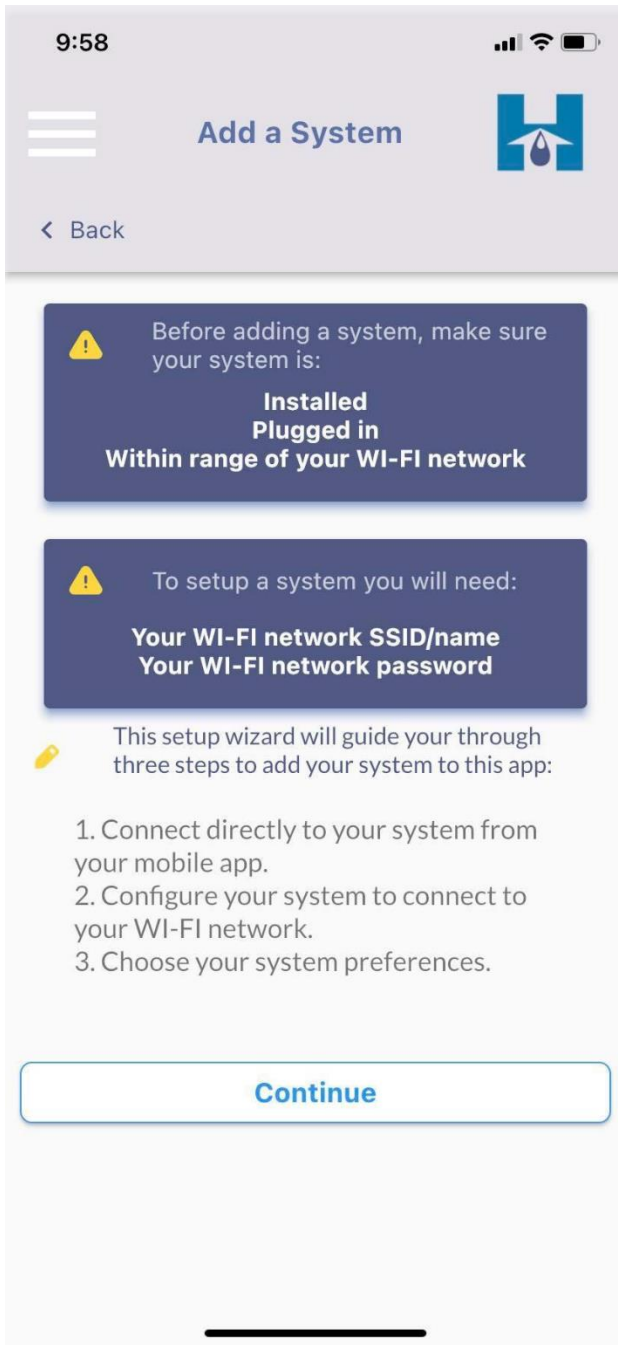 9:58
Add a System
Back
Before adding a system, make sure
your system is:
Installed
Plugged in
Within range of your WI-FI network
To setup a system you will need:
Your WI-FI network SSID/name
Your WI-FI network password
This setup wizard will guide your through
three steps to add your system to this app:
1. Connect directly to your system from
your mobile app.
2. Configure your system to connect to
your WI-FI network.
3. Choose your system preferences.
Continue